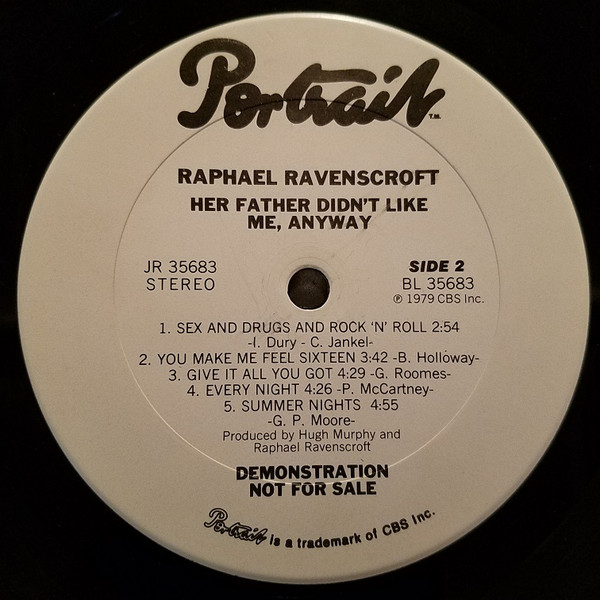 Portrait T.M.
RAPHAEL RAVENSCROFT
HER FATHER DIDN'T LIKE
ME, ANYWAY
JR 35683
STEREO
SIDE 2
BL 35683
℗ 1979 CBS Inc.
1. SEX AND DRUGS AND ROCK 'N' ROLL 2:54
-I. Dury - C. Jankel-
2. YOU MAKE ME FEEL SIXTEEN 3:42 -B. Holloway-
3. GIVE IT ALL YOU GOT 4:29 -G. Roomes-
4. EVERY NIGHT 4:26 -P. McCartney-
5. SUMMER NIGHTS 4:55
-G. P. Moore-
Produced by Hugh Murphy and
Raphael Ravenscroft
DEMONSTRATION
NOT FOR SALE
Portrait is a trademark of CBS Inc.